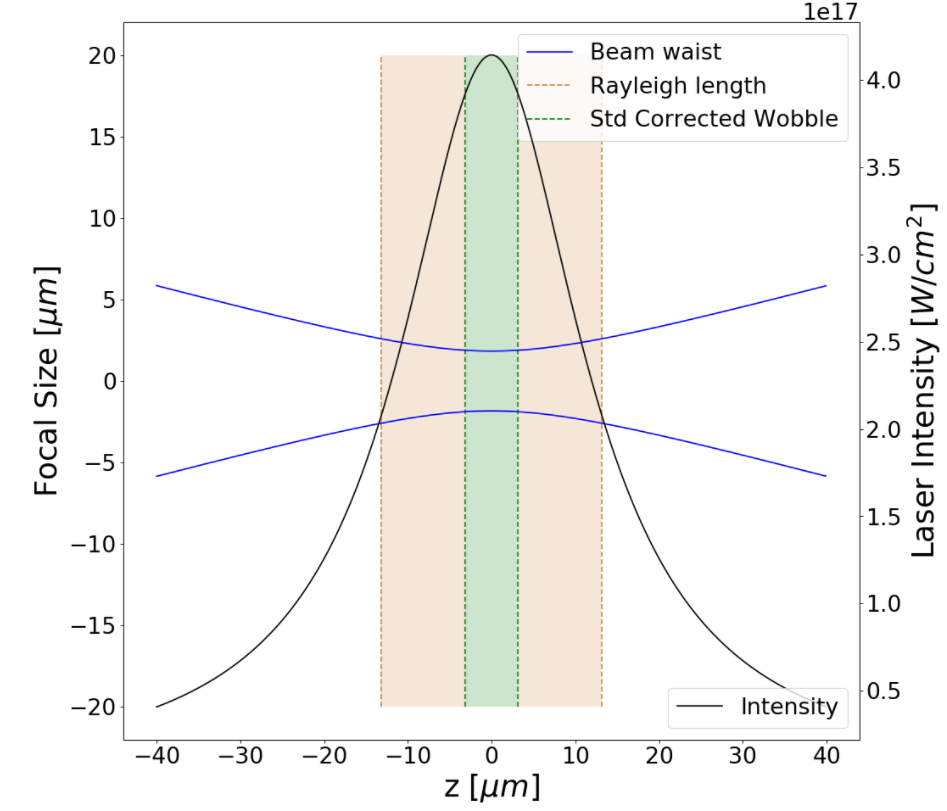 1e17
Beam waist
Rayleigh length
Std Corrected Wobble
20
15
10
5
0
−5
−10
−15
−20
Focal Size [μm]
4.0
3.5
3.0
2.5
2.0
1.5
1.0
0.5
Laser Intensity [W/cm²]
Intensity
−40 −30 −20 −10 0 10 20 30 40
z [μm]